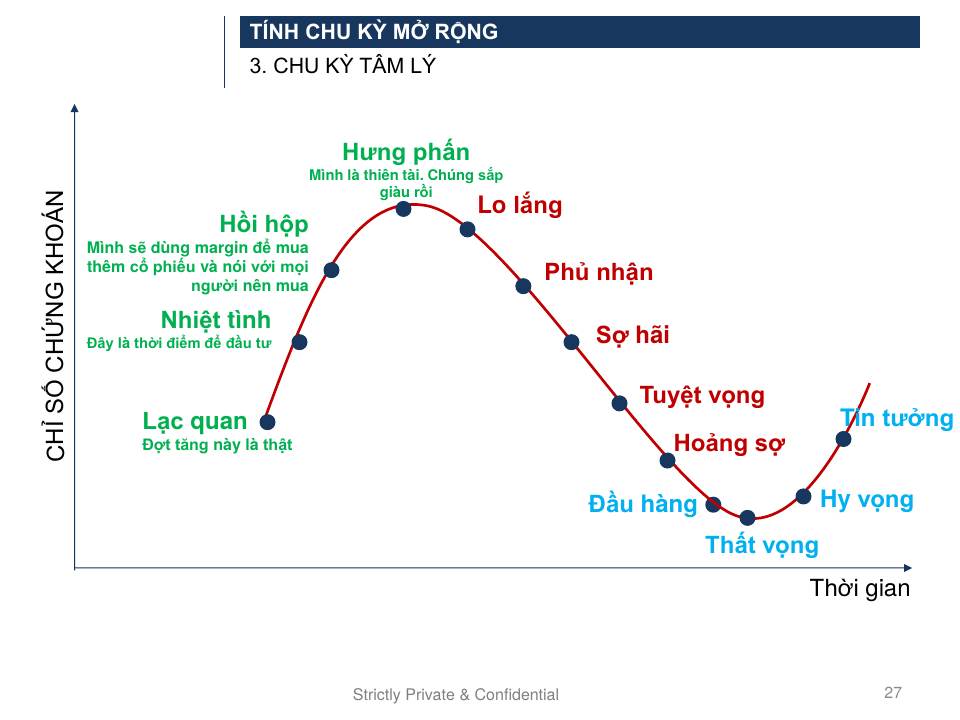 TÍNH CHU KỲ MỞ RỘNG
3. CHU KỲ TÂM LÝ
CHỈ SỐ CHỨNG KHOÁN
Hưng phấn
Mình là thiên tài. Chúng sắp
giàu rồi
Lo lắng
Hồi hộp
Mình sẽ dùng margin để mua
thêm cổ phiếu và nói với mọi
người nên mua
Phủ nhận
Nhiệt tình
Đây là thời điểm để đầu tư
Sợ hãi
Tuyệt vọng
Lạc quan
Đợt tăng này là thật
Tin tưởng
Hoảng sợ
Đầu hàng
Hy vọng
Thất vọng
Thời gian
Strictly Private & Confidential
27